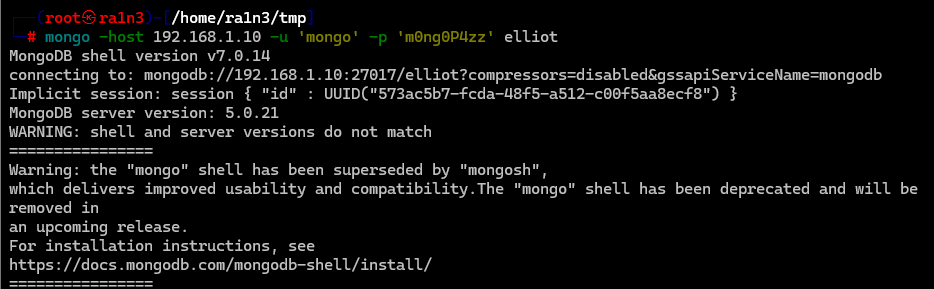 ┌──(root㉿ra1n3)-[/home/ra1n3/tmp]
└─# mongo -host 192.168.1.10 -u 'mongo' -p 'm0ng0P4zz' elliot
MongoDB shell version v7.0.14
connecting to: mongodb://192.168.1.10:27017/elliot?compressors=disabled&gssapiServiceName=mongodb
Implicit session: session { "id" : UUID("573ac5b7-fcda-48f5-a512-c00f5aa8ecf8") }
MongoDB server version: 5.0.21
WARNING: shell and server versions do not match
================
Warning: the "mongo" shell has been superseded by "mongosh",
which delivers improved usability and compatibility.The "mongo" shell has been deprecated and will be
removed in
an upcoming release.
For installation instructions, see
https://docs.mongodb.com/mongodb-shell/install/
================